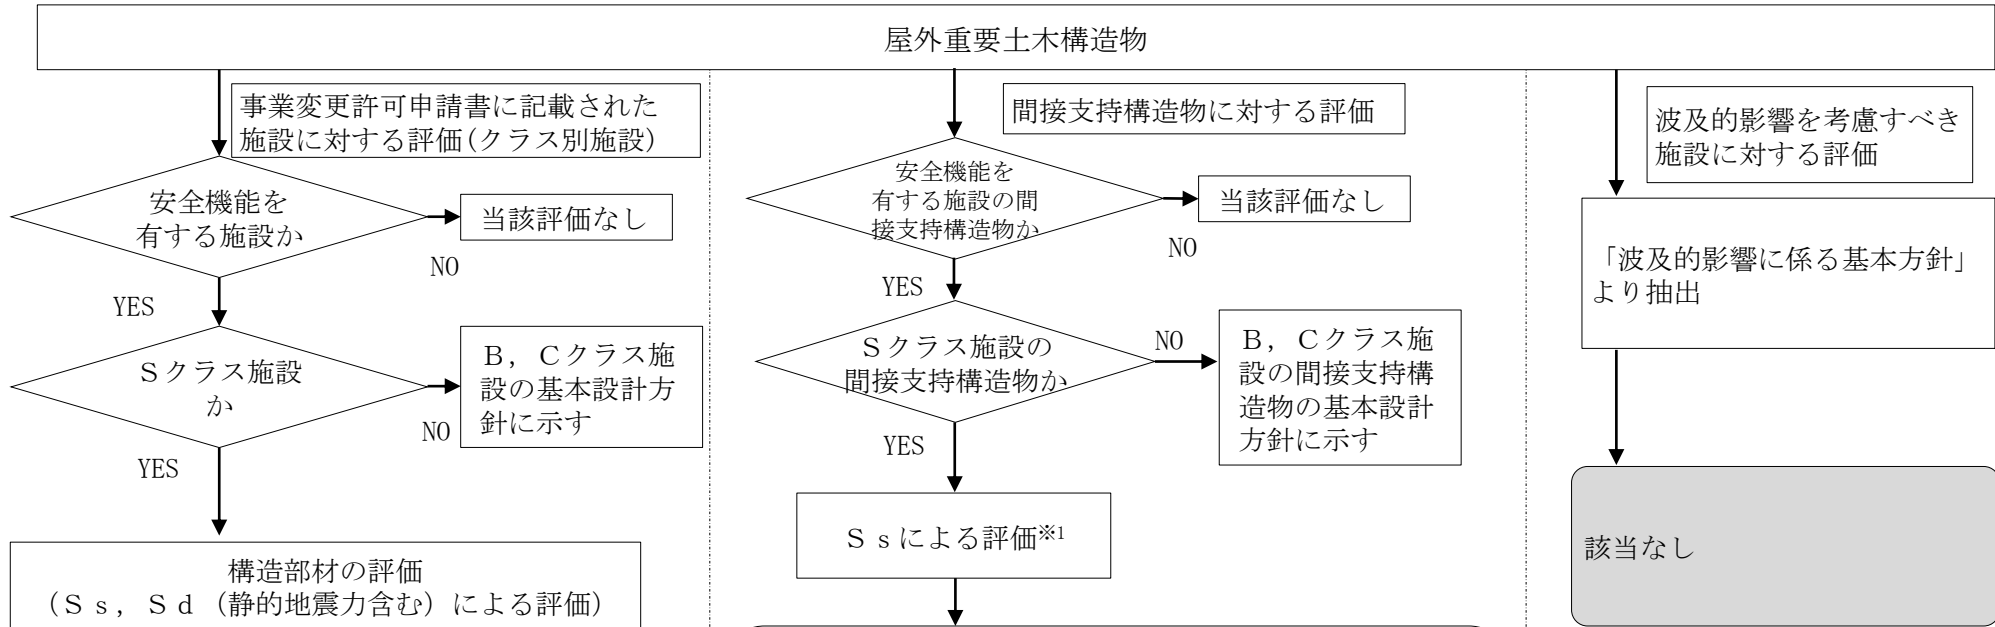 屋外重要土木構造物
事業変更許可申請書に記載された
施設に対する評価(クラス別施設)
安全機能を
有する施設か
当該評価なし
NO
YES
Sクラス施設
か
B，Cクラス施
設の基本設計方
針に示す
NO
YES
構造部材の評価
（Ｓｓ，Ｓｄ（静的地震力含む）による評価）
間接支持構造物に対する評価
安全機能を
有する施設の間
接支持構造物か
当該評価なし
NO
YES
Sクラス施設の
間接支持構造物か
NO
B，Cクラス施
設の間接支持構
造物の基本設計
方針に示す
YES
Ｓｓによる評価※1
波及的影響を考慮すべき
施設に対する評価
「波及的影響に係る基本方針」
より抽出
該当なし